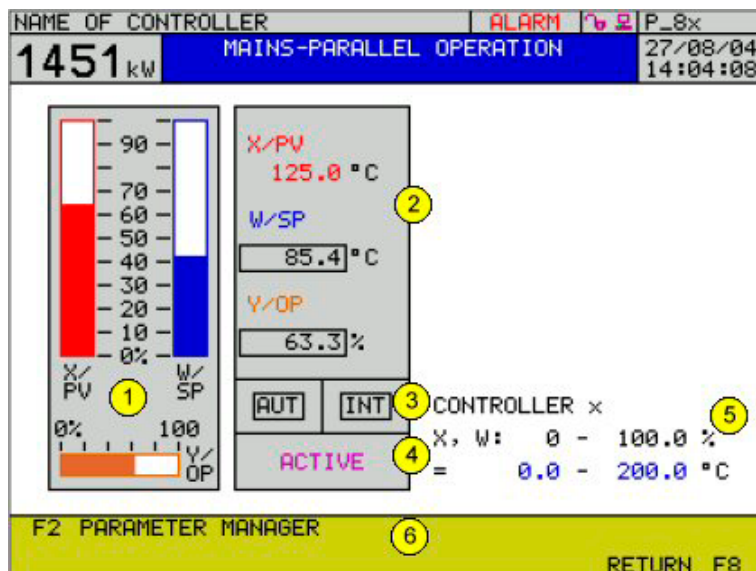 NAME OF CONTROLLER ALARM P_8x
1451 kW MAINS-PARALLEL OPERATION 27/08/04
14:04:08
90
70
60
50
40
30
20
10
0%
X/PV W/SP
1
0% 100
Y/OP
X/PV
125.0 °C
2
W/SP
85.4 °C
Y/OP
63.3 %
AUT INT 3
ACTIVE 4
CONTROLLER x 5
X, W: 0 - 100.0 %
= 0.0 - 200.0 °C
F2 PARAMETER MANAGER 6
RETURN F8